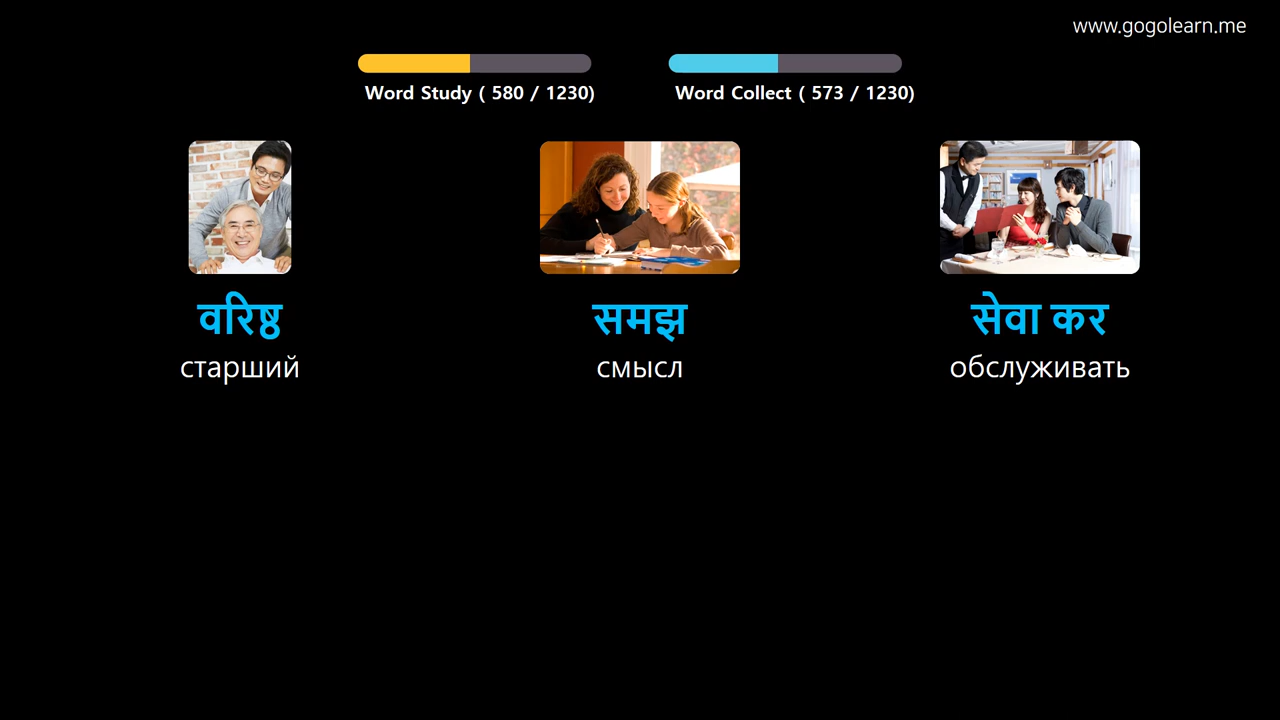 www.gogolearn.me
Word Study ( 580 / 1230)
Word Collect ( 573 / 1230)
वरिष्ठ
समझ
सेवा कर
старший
смысл
обслуживать